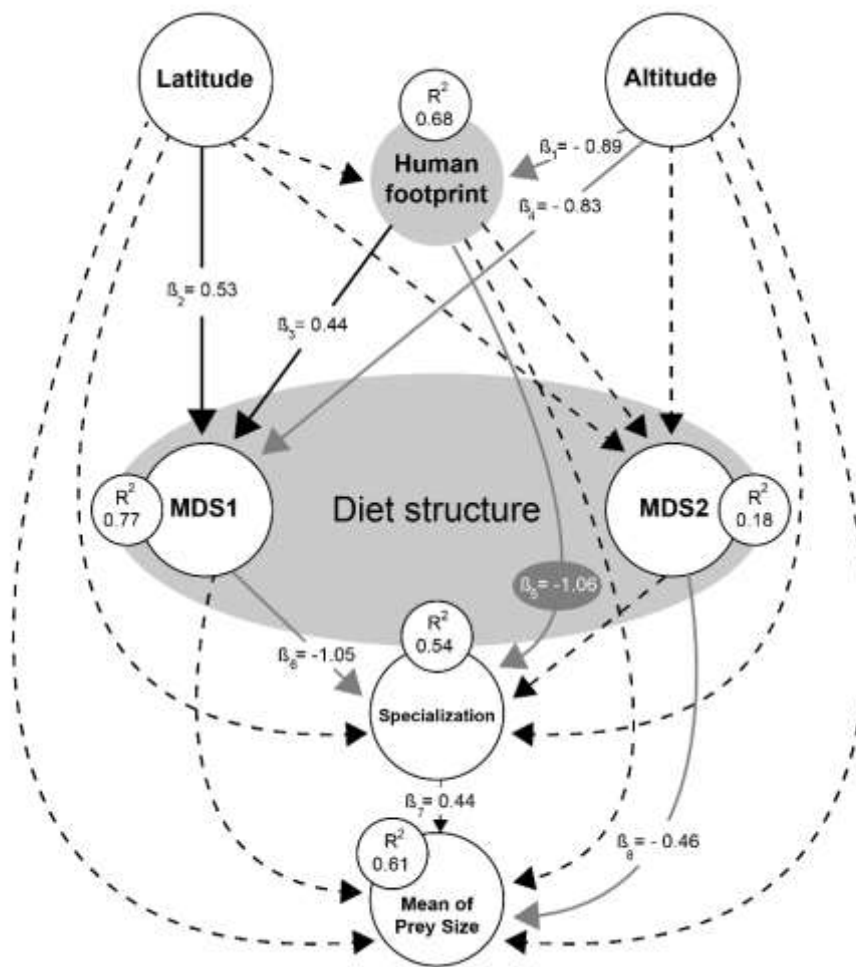 Latitude
Altitude
R²
0.68
Human
footprint
ß₁= - 0.89
ß₄= - 0.83
ß₂= 0.53
ß₃= 0.44
R²
0.77
MDS1
Diet structure
MDS2
R²
0.18
ß₅= -1.06
ß₆= -1.05
R²
0.54
Specialization
ß₇= 0.44
ß₈= - 0.46
R²
0.61
Mean of
Prey Size